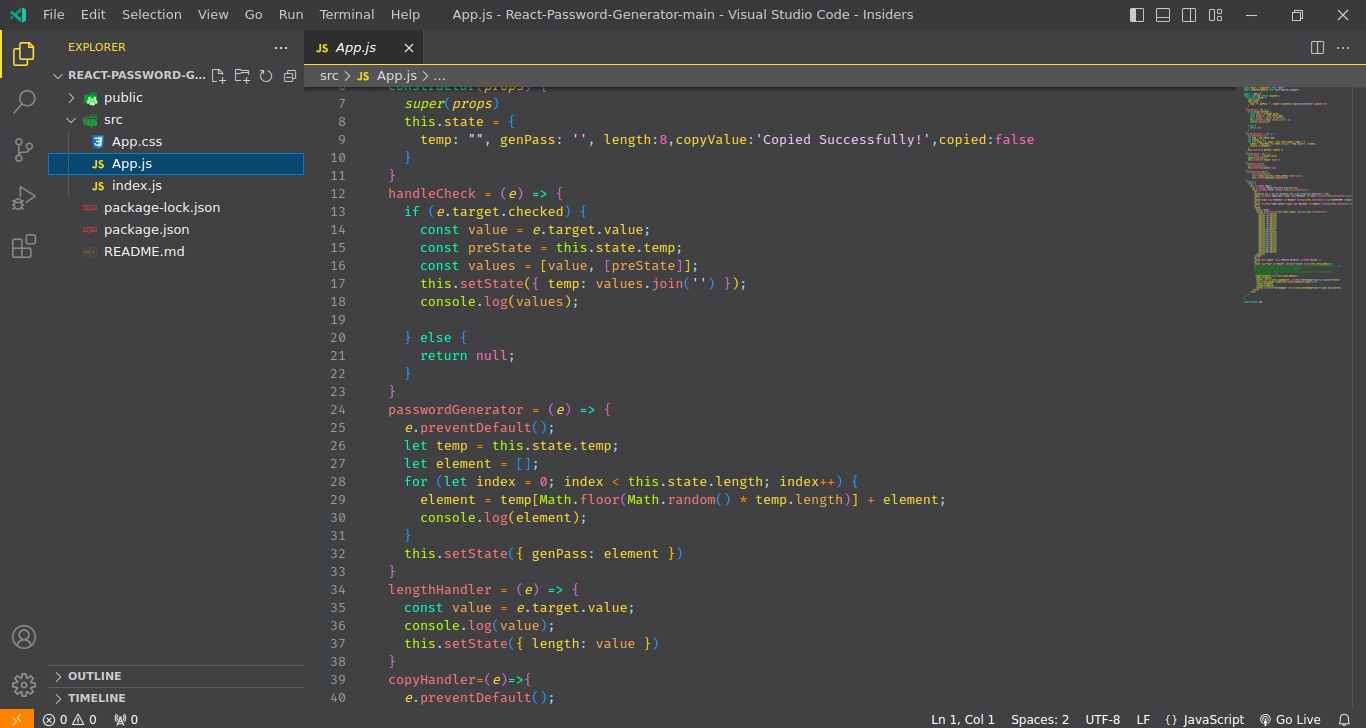 File Edit Selection View Go Run Terminal Help App.js - React-Password-Generator-main - Visual Studio Code - Insiders
EXPLORER
REACT-PASSWORD-G...
public
src
App.css
JS App.js
JS index.js
package-lock.json
package.json
README.md
OUTLINE
TIMELINE
JS App.js
src > JS App.js > ...
6 constructor(props) {
7 super(props)
8 this.state = {
9 temp: "", genPass: '', length:8,copyValue:'Copied Successfully!',copied:false
10 }
11 }
12 handleCheck = (e) => {
13 if (e.target.checked) {
14 const value = e.target.value;
15 const preState = this.state.temp;
16 const values = [value, [preState]];
17 this.setState({ temp: values.join('') });
18 console.log(values);
19
20 } else {
21 return null;
22 }
23 }
24 passwordGenerator = (e) => {
25 e.preventDefault();
26 let temp = this.state.temp;
27 let element = [];
28 for (let index = 0; index < this.state.length; index++) {
29 element = temp[Math.floor(Math.random() * temp.length)] + element;
30 console.log(element);
31 }
32 this.setState({ genPass: element })
33 }
34 lengthHandler = (e) => {
35 const value = e.target.value;
36 console.log(value);
37 this.setState({ length: value })
38 }
39 copyHandler=(e)=>{
40 e.preventDefault();
0 0 0 Ln 1, Col 1 Spaces: 2 UTF-8 LF {} JavaScript Go Live